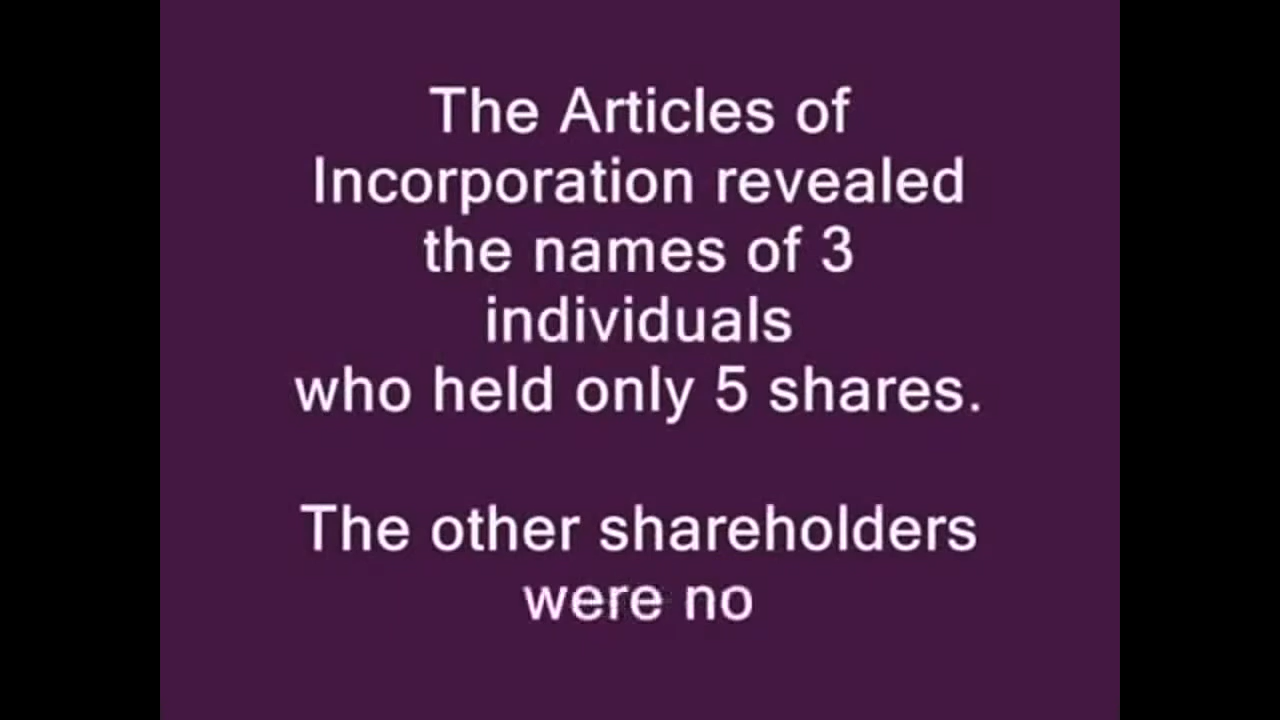 The Articles of
Incorporation revealed
the names of 3
individuals
who held only 5 shares.
The other shareholders
were no